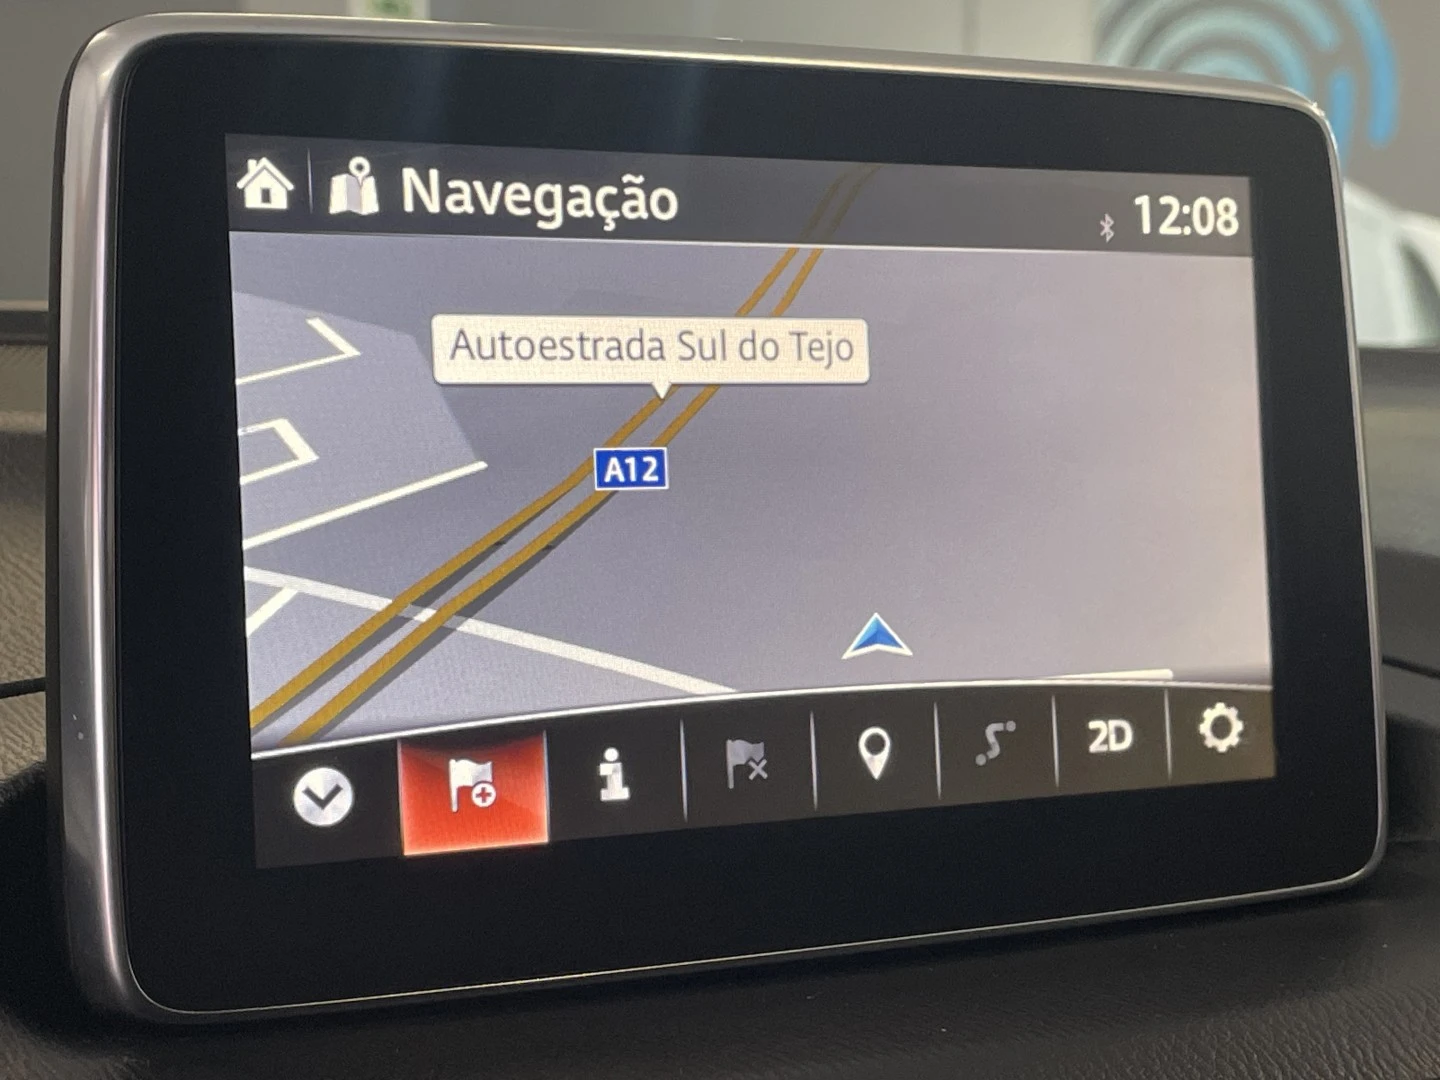 Navegação
12:08
Autoestrada Sul do Tejo
A12
2D